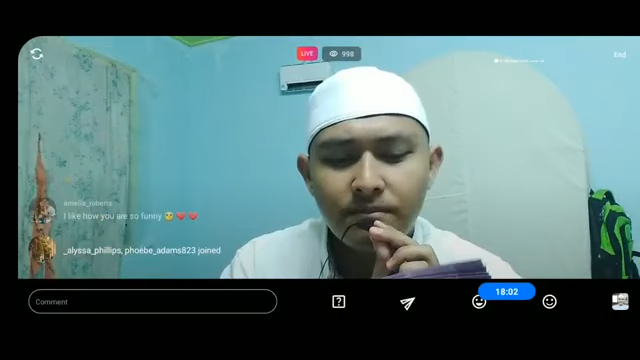 LIVE
998
End
amelia_roberts
I like how you are so funny 🥹❤️❤️
_alyssa_phillips, phoebe_adams823 joined
Comment
18:02